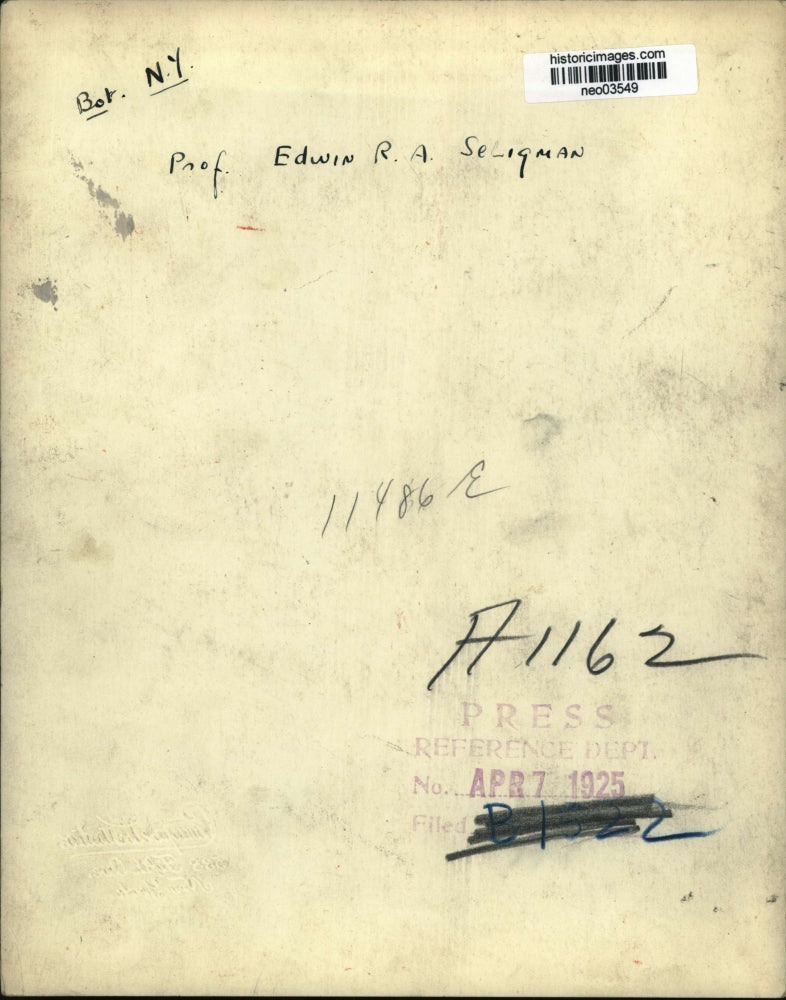 historicimages.com
neo03549
Bot. N.Y.
Prof. Edwin R. A. Seligman
11486 E
A1162
PRESS
REFERENCE DEPT.
No. APR 7 1925
Filed